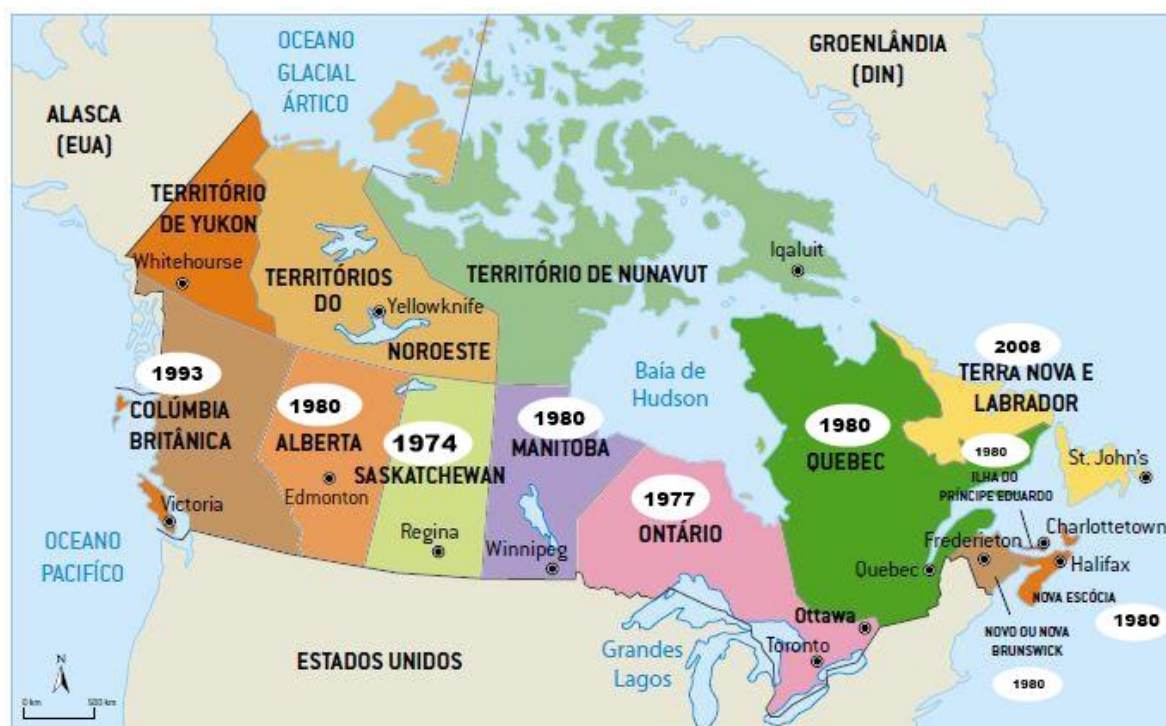 OCEANO
GLACIAL
ÁRTICO
GROENLÂNDIA
(DIN)
ALASCA
(EUA)
TERRITÓRIO
DE YUKON
Whitehourse
TERRITÓRIOS
DO
NOROESTE
Yellowknife
TERRITÓRIO DE NUNAVUT
Iqaluit
1993
COLÚMBIA
BRITÂNICA
Victoria
1980
ALBERTA
Edmonton
1974
SASKATCHEWAN
Regina
1980
MANITOBA
Winnipeg
Baía de
Hudson
1977
ONTÁRIO
Ottawa
Toronto
1980
QUEBEC
Quebec
2008
TERRA NOVA E
LABRADOR
St. John's
1980
ILHA DO
PRÍNCIPE EDUARDO
Charlottetown
Frederieton
Halifax
NOVA ESCÓCIA
1980
NOVO OU NOVA
BRUNSWICK
1980
OCEANO
PACIFÍCO
ESTADOS UNIDOS
Grandes
Lagos
N
0 km 500 km